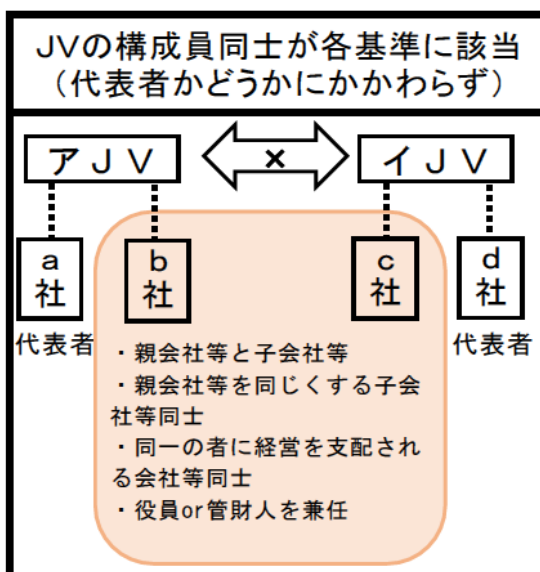 JVの構成員同士が各基準に該当
(代表者かどうかにかかわらず)
アJV
×
イJV
a社
b社
c社
d社
代表者
代表者
・親会社等と子会社等
・親会社等を同じくする子会
社等同士
・同一の者に経営を支配され
る会社等同士
・役員or管財人を兼任